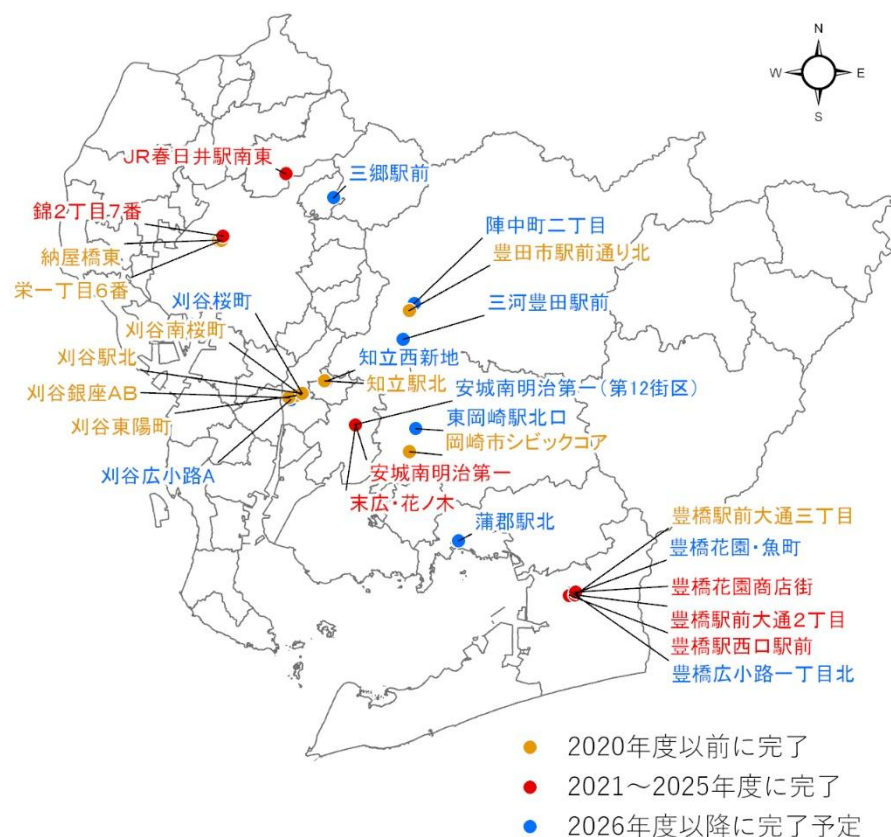 N
W E
S
JR春日井駅南東
三郷駅前
錦2丁目7番
納屋橋東
栄一丁目6番
陣中町二丁目
豊田市駅前通り北
刈谷桜町
三河豊田駅前
刈谷南桜町
刈谷駅北
知立西新地
知立駅北
刈谷銀座AB
安城南明治第一(第12街区)
刈谷東陽町
東岡崎駅北口
岡崎市シビックコア
刈谷広小路A
安城南明治第一
末広・花ノ木
蒲郡駅北
豊橋駅前大通三丁目
豊橋花園・魚町
豊橋花園商店街
豊橋駅前大通2丁目
豊橋駅西口駅前
豊橋広小路一丁目北
2020年度以前に完了
2021～2025年度に完了
2026年度以降に完了予定